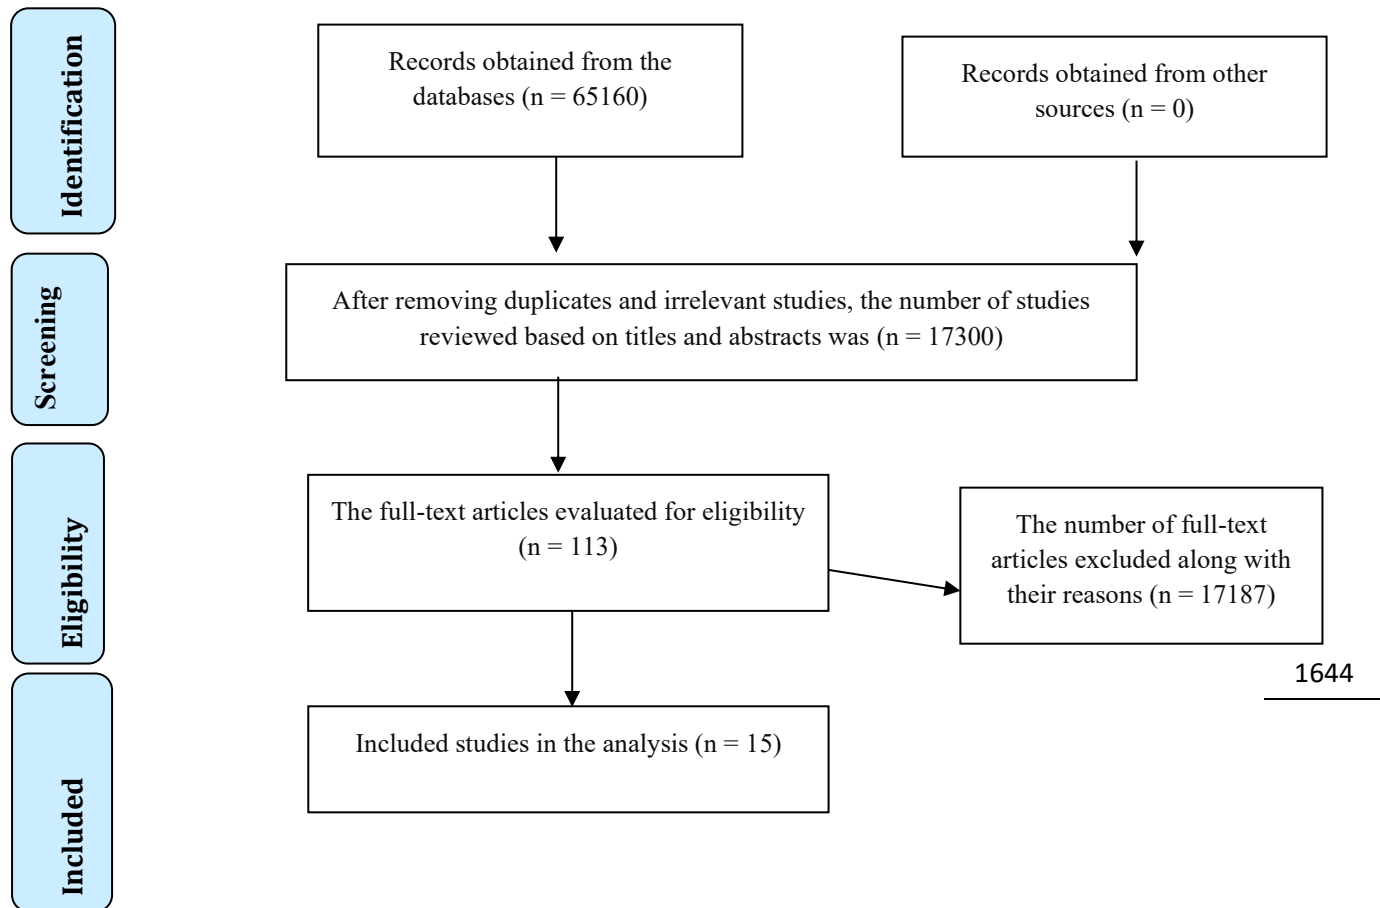 Identification
Records obtained from the
databases (n = 65160)
Records obtained from other
sources (n = 0)
Screening
After removing duplicates and irrelevant studies, the number of studies
reviewed based on titles and abstracts was (n = 17300)
Eligibility
The full-text articles evaluated for eligibility
(n = 113)
The number of full-text
articles excluded along with
their reasons (n = 17187)
1644
Included
Included studies in the analysis (n = 15)